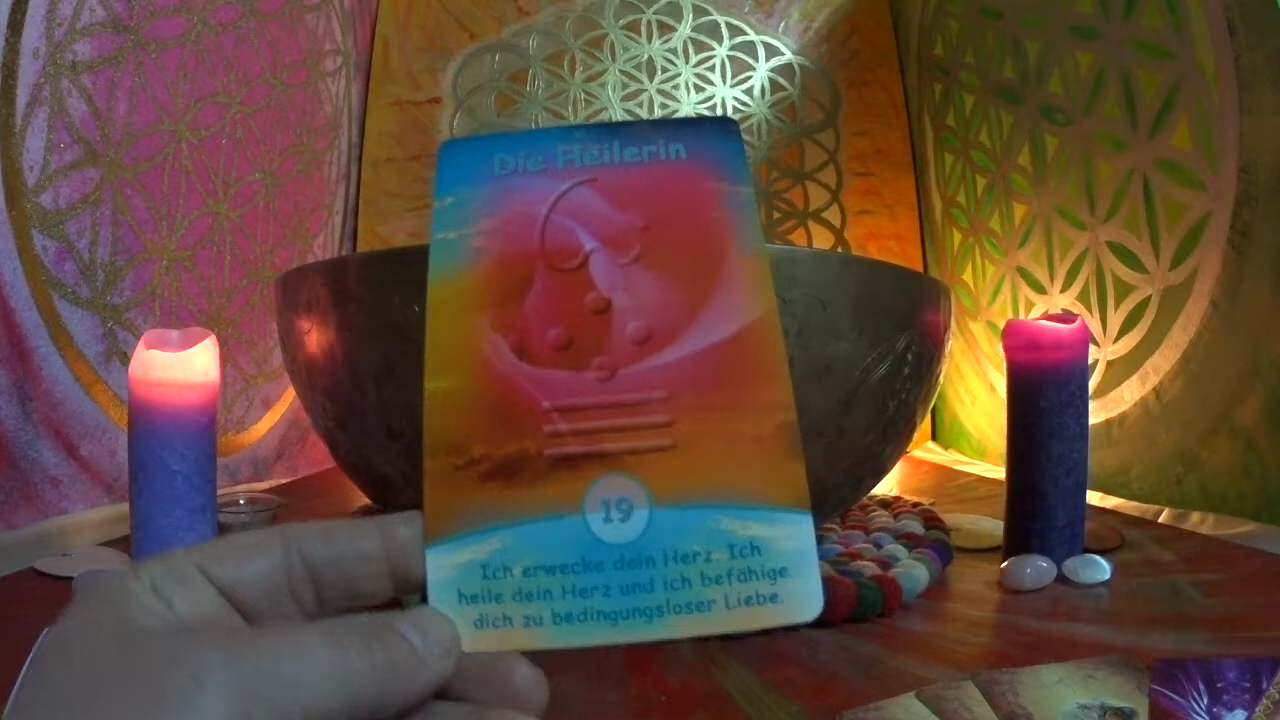 Die Heilerin
19
Ich erwecke dein Herz. Ich
heile dein Herz und ich befähige
dich zu bedingungsloser Liebe.